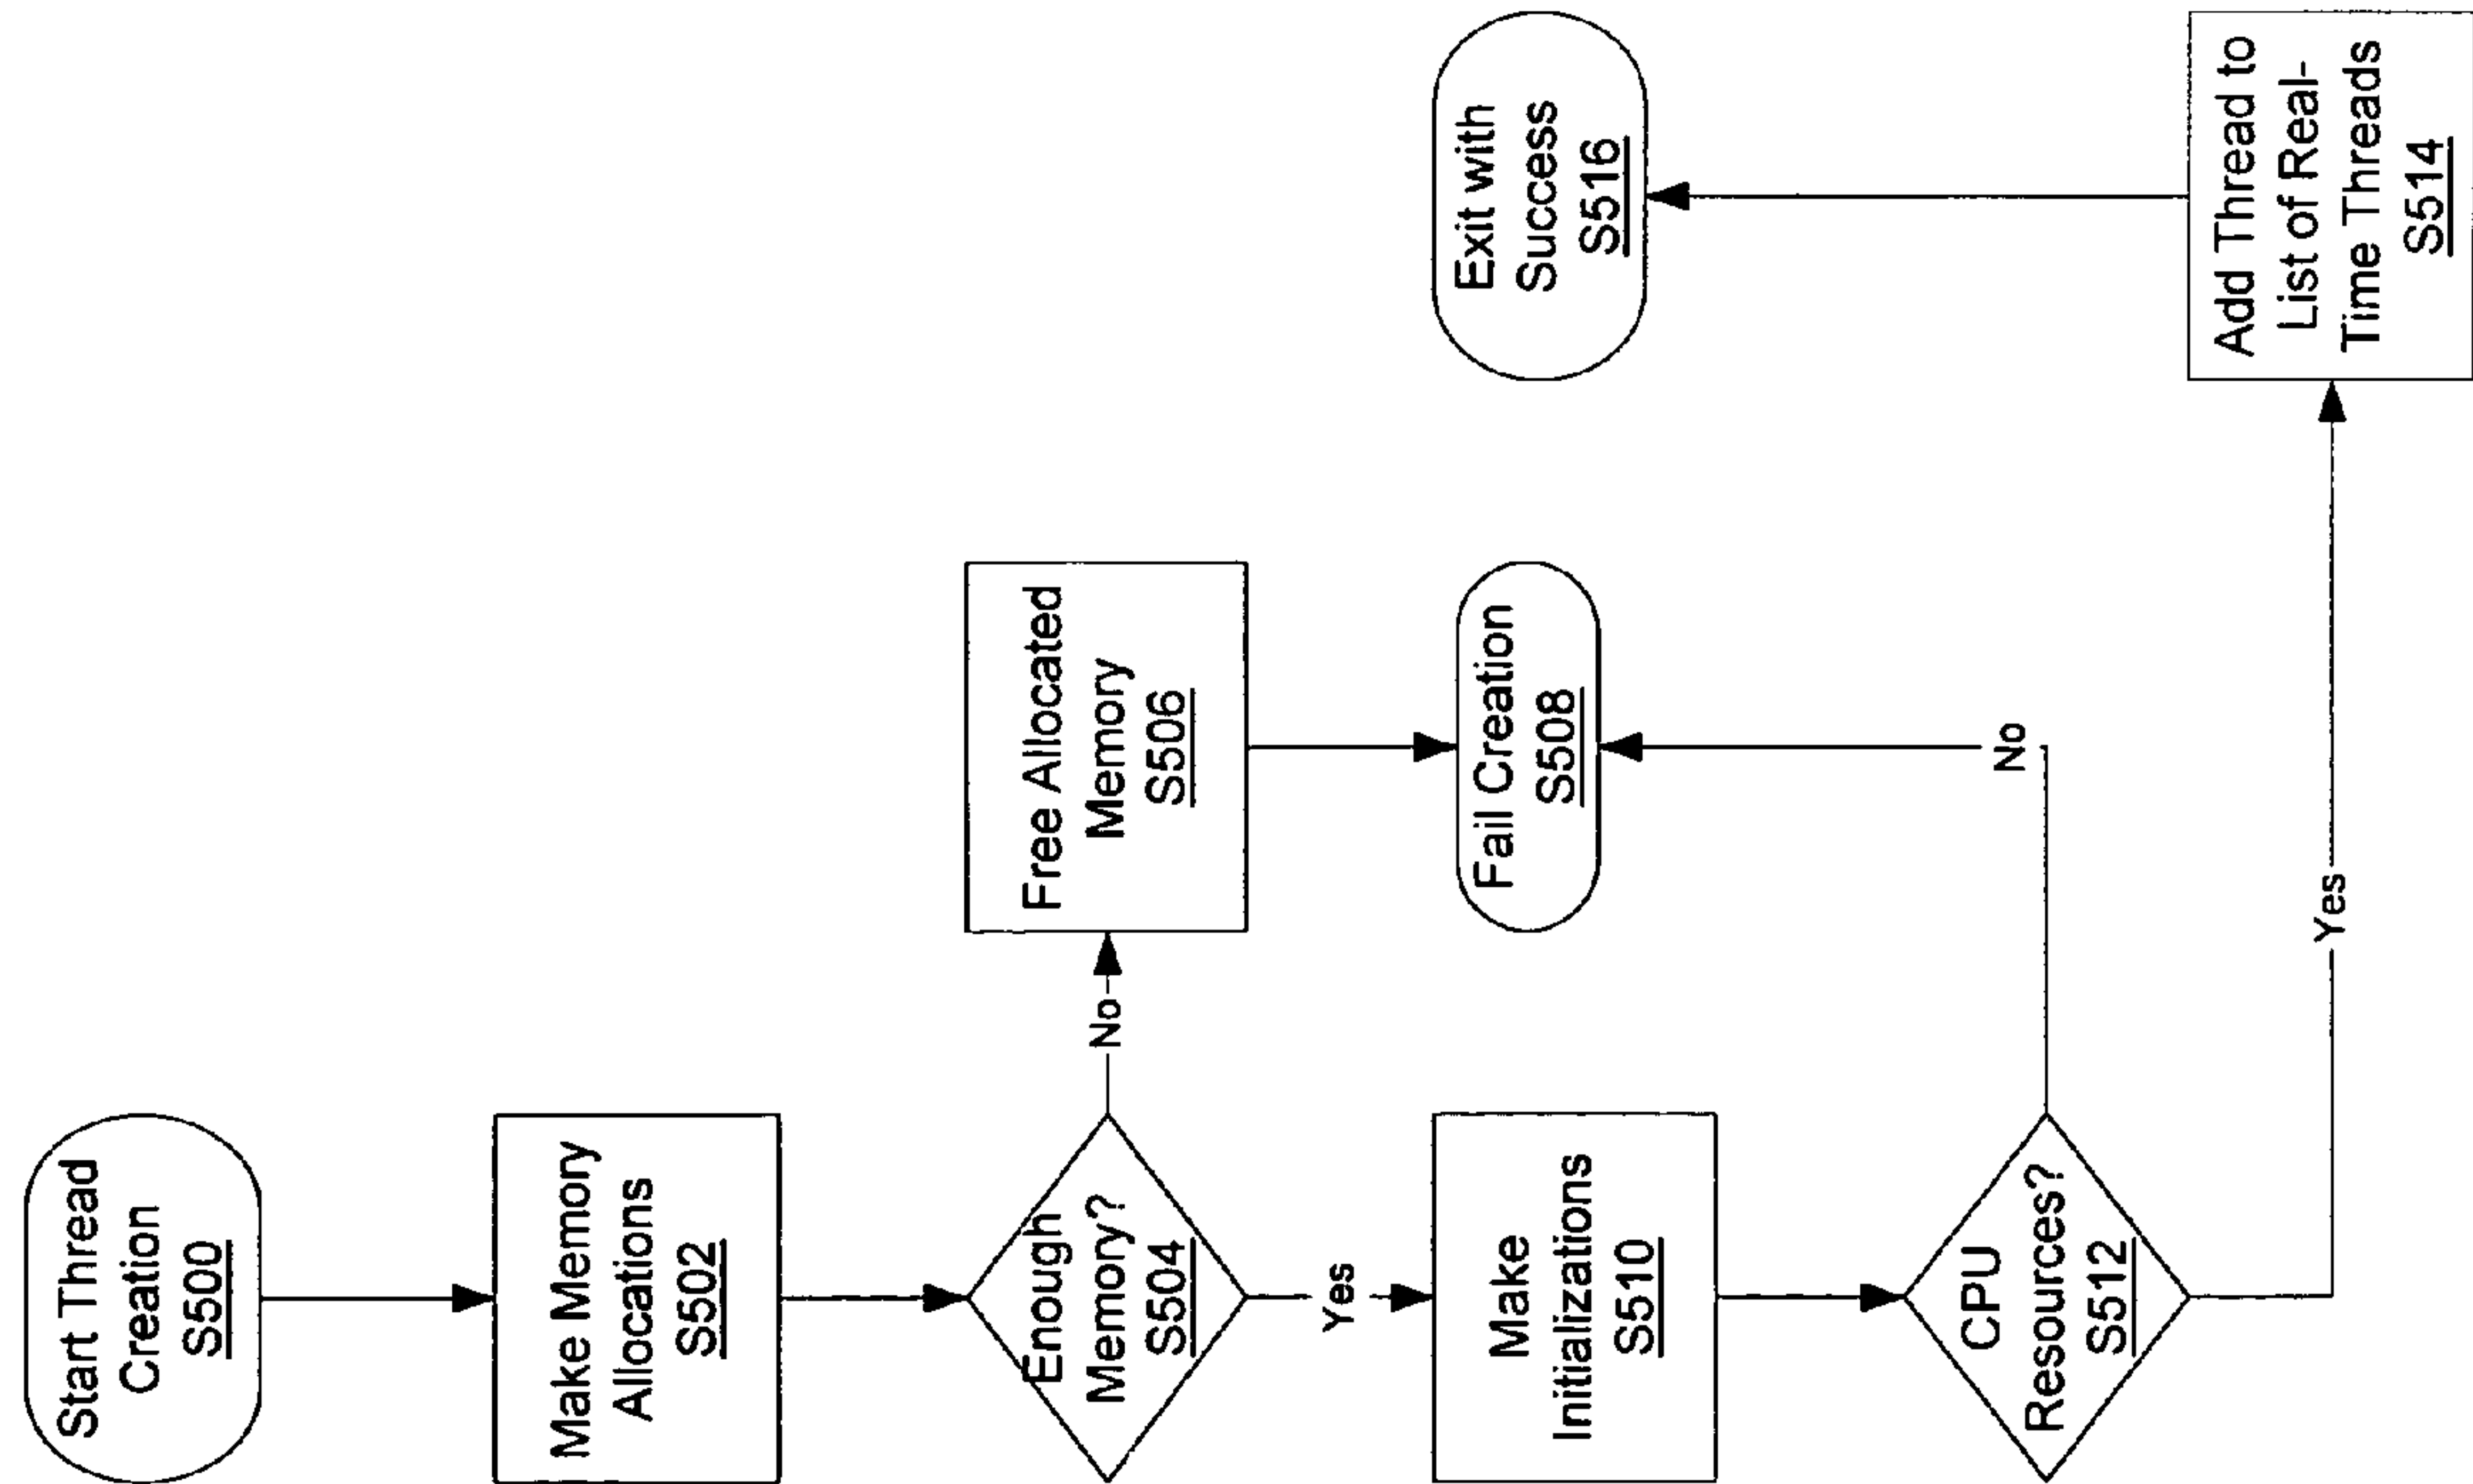 Start Thread
Creation
S500
Make Memory
Allocations
S502
Enough
Memory?
S504
No
Free Allocated
Memory
S506
Fail Creation
S508
Yes
Make
Initializations
S510
CPU
Resources?
S512
No
Yes
Add Thread to
List of Real-
Time Threads
S514
Exit with
Success
S516